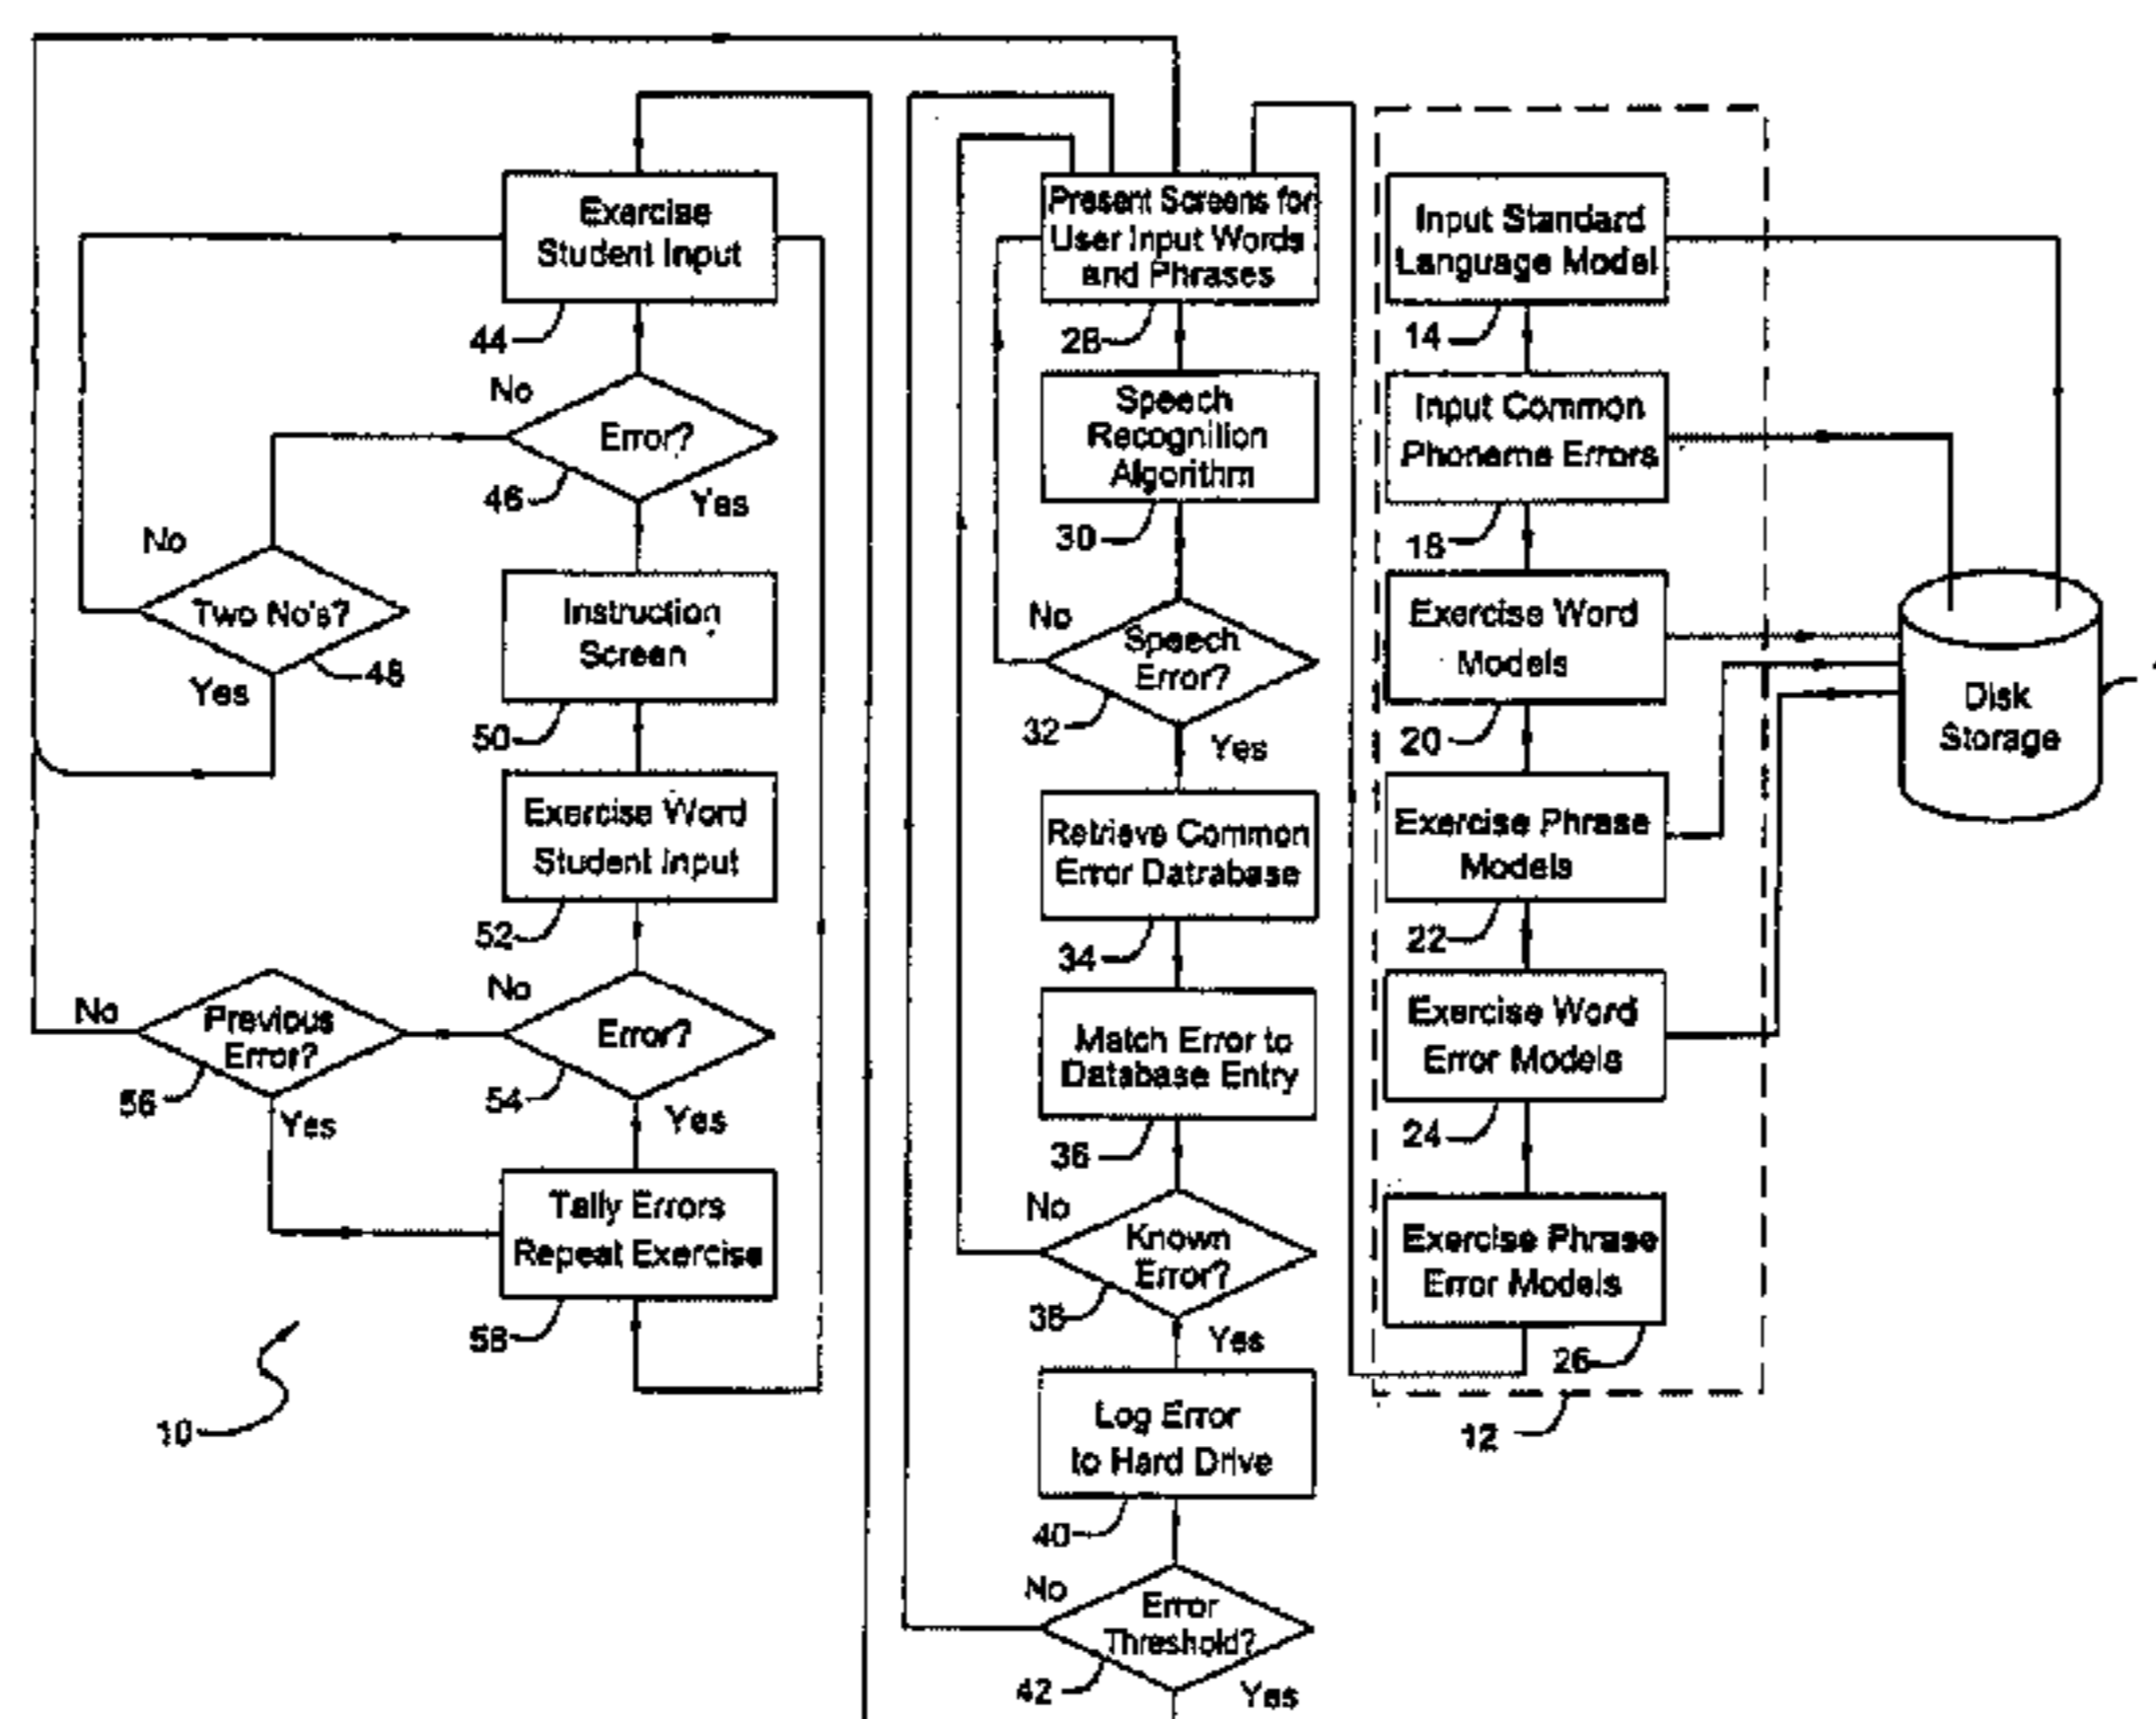 Exercise
Student Input
44
No
Error?
46
Yes
No
Two No's?
48
Yes
Instruction
Screen
50
Exercise Word
Student Input
52
No
Error?
54
Yes
No
Previous
Error?
56
Yes
Tally Errors
Repeat Exercise
58
10
Present Screens for
User Input Words
and Phrases
28
Speech
Recognition
Algorithm
30
No
Speech
Error?
32
Yes
Retrieve Common
Error Datrabase
34
Match Error to
Database Entry
36
No
Known
Error?
38
Yes
Log Error
to Hard Drive
40
No
Error
Threshold?
42
Yes
Input Standard
Language Model
14
Input Common
Phoneme Errors
18
Exercise Word
Models
20
Exercise Phrase
Models
22
Exercise Word
Error Models
24
Exercise Phrase
Error Models
26
12
Disk
Storage